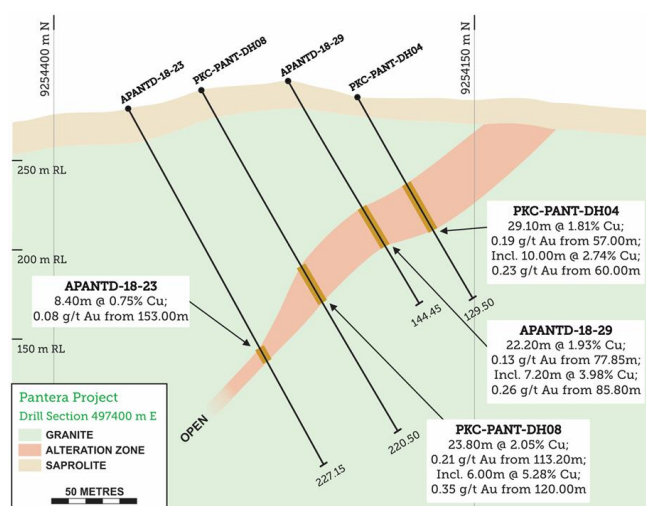 9254400 m N
9254150 m N
APANTD-18-23
PKC-PANT-DH08
APANTD-18-29
PKC-PANT-DH04
250 m RL
200 m RL
150 m RL
PKC-PANT-DH04
29.10m @ 1.81% Cu;
0.19 g/t Au from 57.00m;
Incl. 10.00m @ 2.74% Cu;
0.23 g/t Au from 60.00m
APANTD-18-23
8.40m @ 0.75% Cu;
0.08 g/t Au from 153.00m
144.45
129.50
APANTD-18-29
22.20m @ 1.93% Cu;
0.13 g/t Au from 77.85m;
Incl. 7.20m @ 3.98% Cu;
0.26 g/t Au from 85.80m
OPEN
227.15
220.50
PKC-PANT-DH08
23.80m @ 2.05% Cu;
0.21 g/t Au from 113.20m;
Incl. 6.00m @ 5.28% Cu;
0.35 g/t Au from 120.00m
Pantera Project
Drill Section 497400 m E
GRANITE
ALTERATION ZONE
SAPROLITE
50 METRES